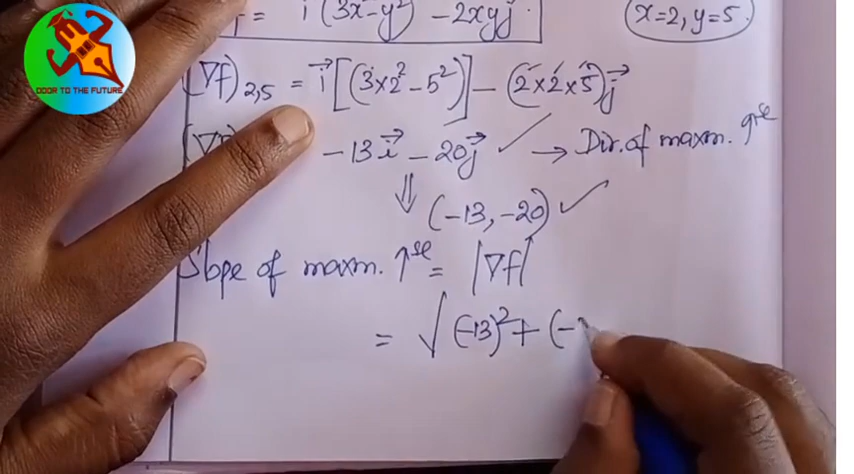 = i (3x² - y²) - 2xyj
x=2, y=5.
DOOR TO THE FUTURE
(∇f)₂,₅ = i⃗ [(3×2² - 5²)] - (2×2×5)j⃗
-13i⃗ - 20j⃗ ✓ → Dir. of maxm. ↑se
⇓
(-13, -20) ✓
Slope of maxm. ↑se = |∇f|
= √(-13)² + (-